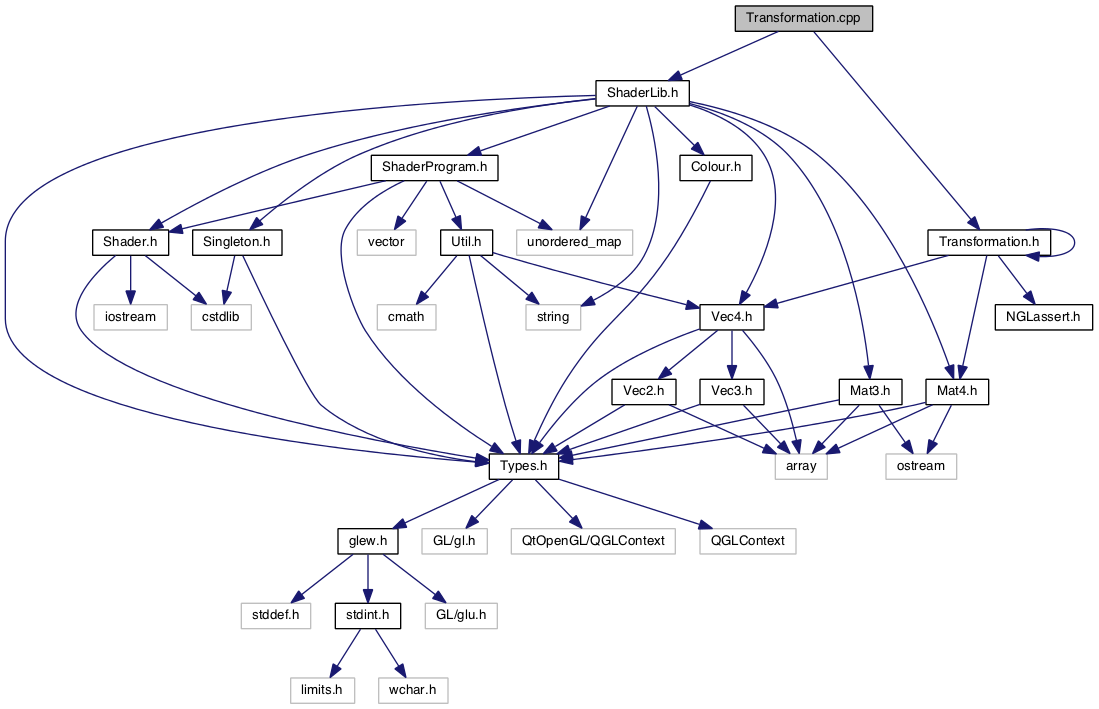 Transformation.cpp
ShaderLib.h
ShaderProgram.h
Colour.h
Shader.h
Singleton.h
vector
Util.h
unordered_map
Transformation.h
iostream
cstdlib
cmath
string
Vec4.h
NGLassert.h
Vec2.h
Vec3.h
Mat3.h
Mat4.h
Types.h
array
ostream
glew.h
GL/gl.h
QtOpenGL/QGLContext
QGLContext
stddef.h
stdint.h
GL/glu.h
limits.h
wchar.h